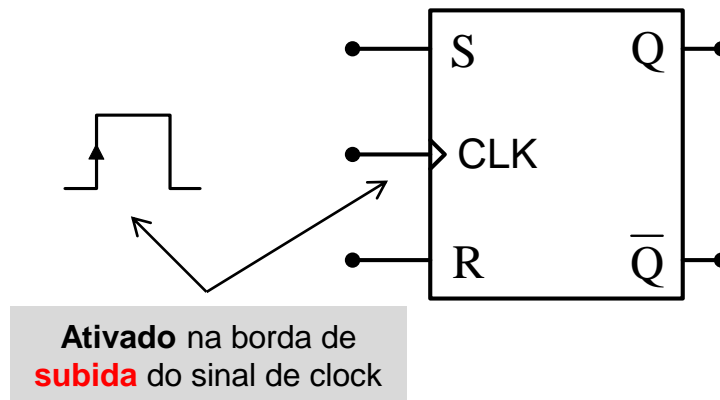 S Q
CLK
R Q̅
Ativado na borda de
subida do sinal de clock